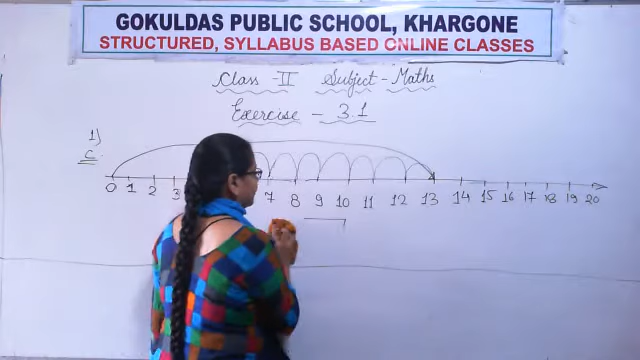 GOKULDAS PUBLIC SCHOOL, KHARGONE
STRUCTURED, SYLLABUS BASED ONLINE CLASSES
Class - II Subject - Maths
Exercise - 3.1
1)
c.
0 1 2 3 7 8 9 10 11 12 13 14 15 16 17 18 19 20